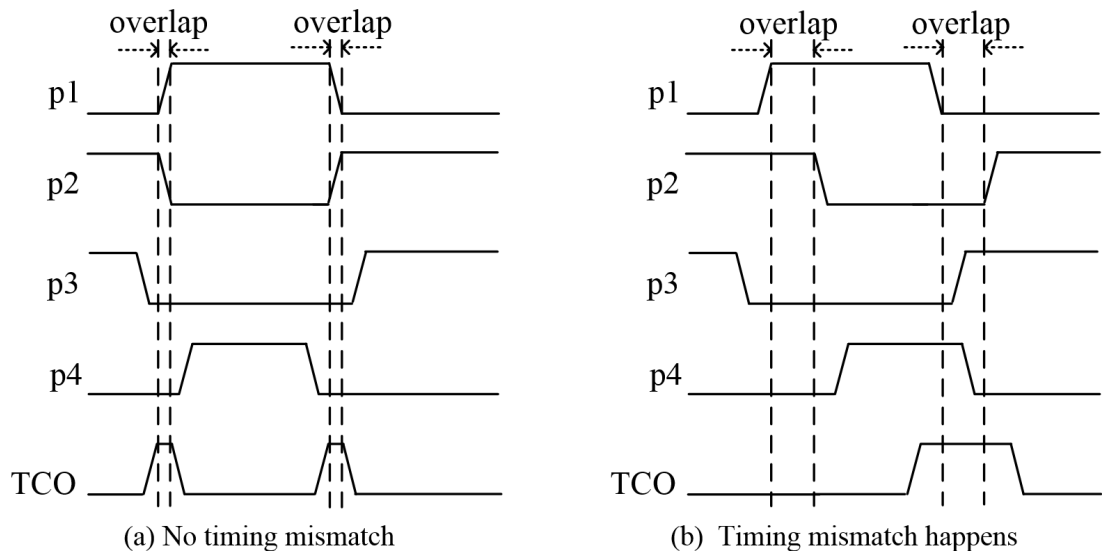 overlap overlap overlap overlap
p1 p1
p2 p2
p3 p3
p4 p4
TCO TCO
(a) No timing mismatch (b) Timing mismatch happens